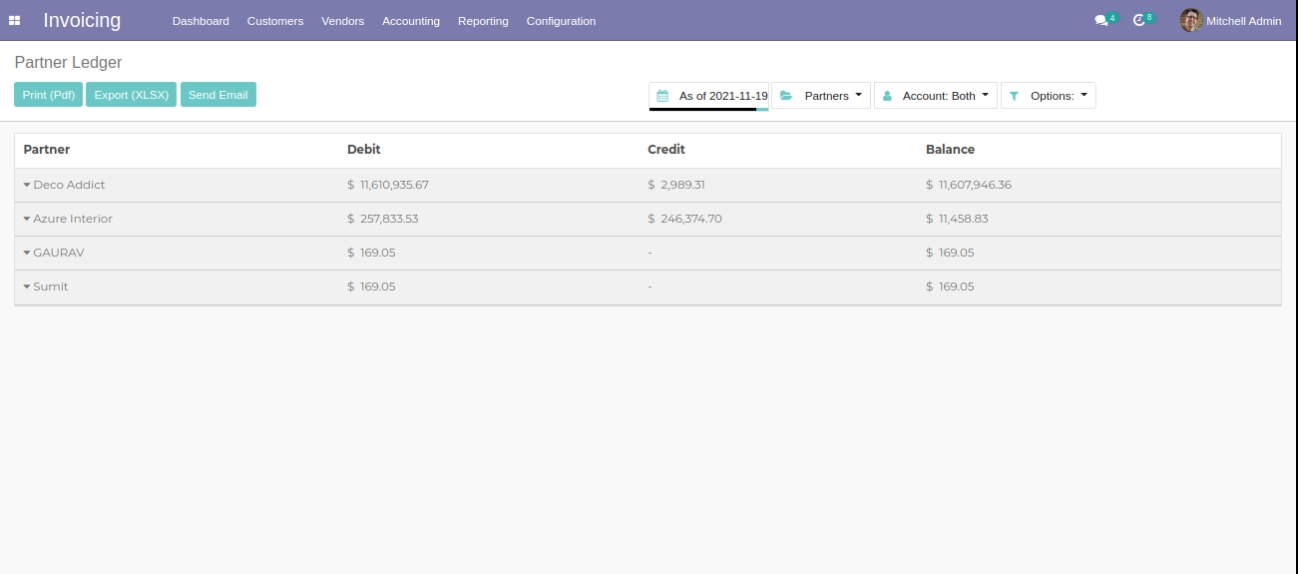 Invoicing Dashboard Customers Vendors Accounting Reporting Configuration 4 8 Mitchell Admin
Partner Ledger
Print (Pdf) Export (XLSX) Send Email As of 2021-11-19 Partners Account: Both Options:
Partner Debit Credit Balance
Deco Addict $ 11,610,935.67 $ 2,989.31 $ 11,607,946.36
Azure Interior $ 257,833.53 $ 246,374.70 $ 11,458.83
GAURAV $ 169.05 - $ 169.05
Sumit $ 169.05 - $ 169.05